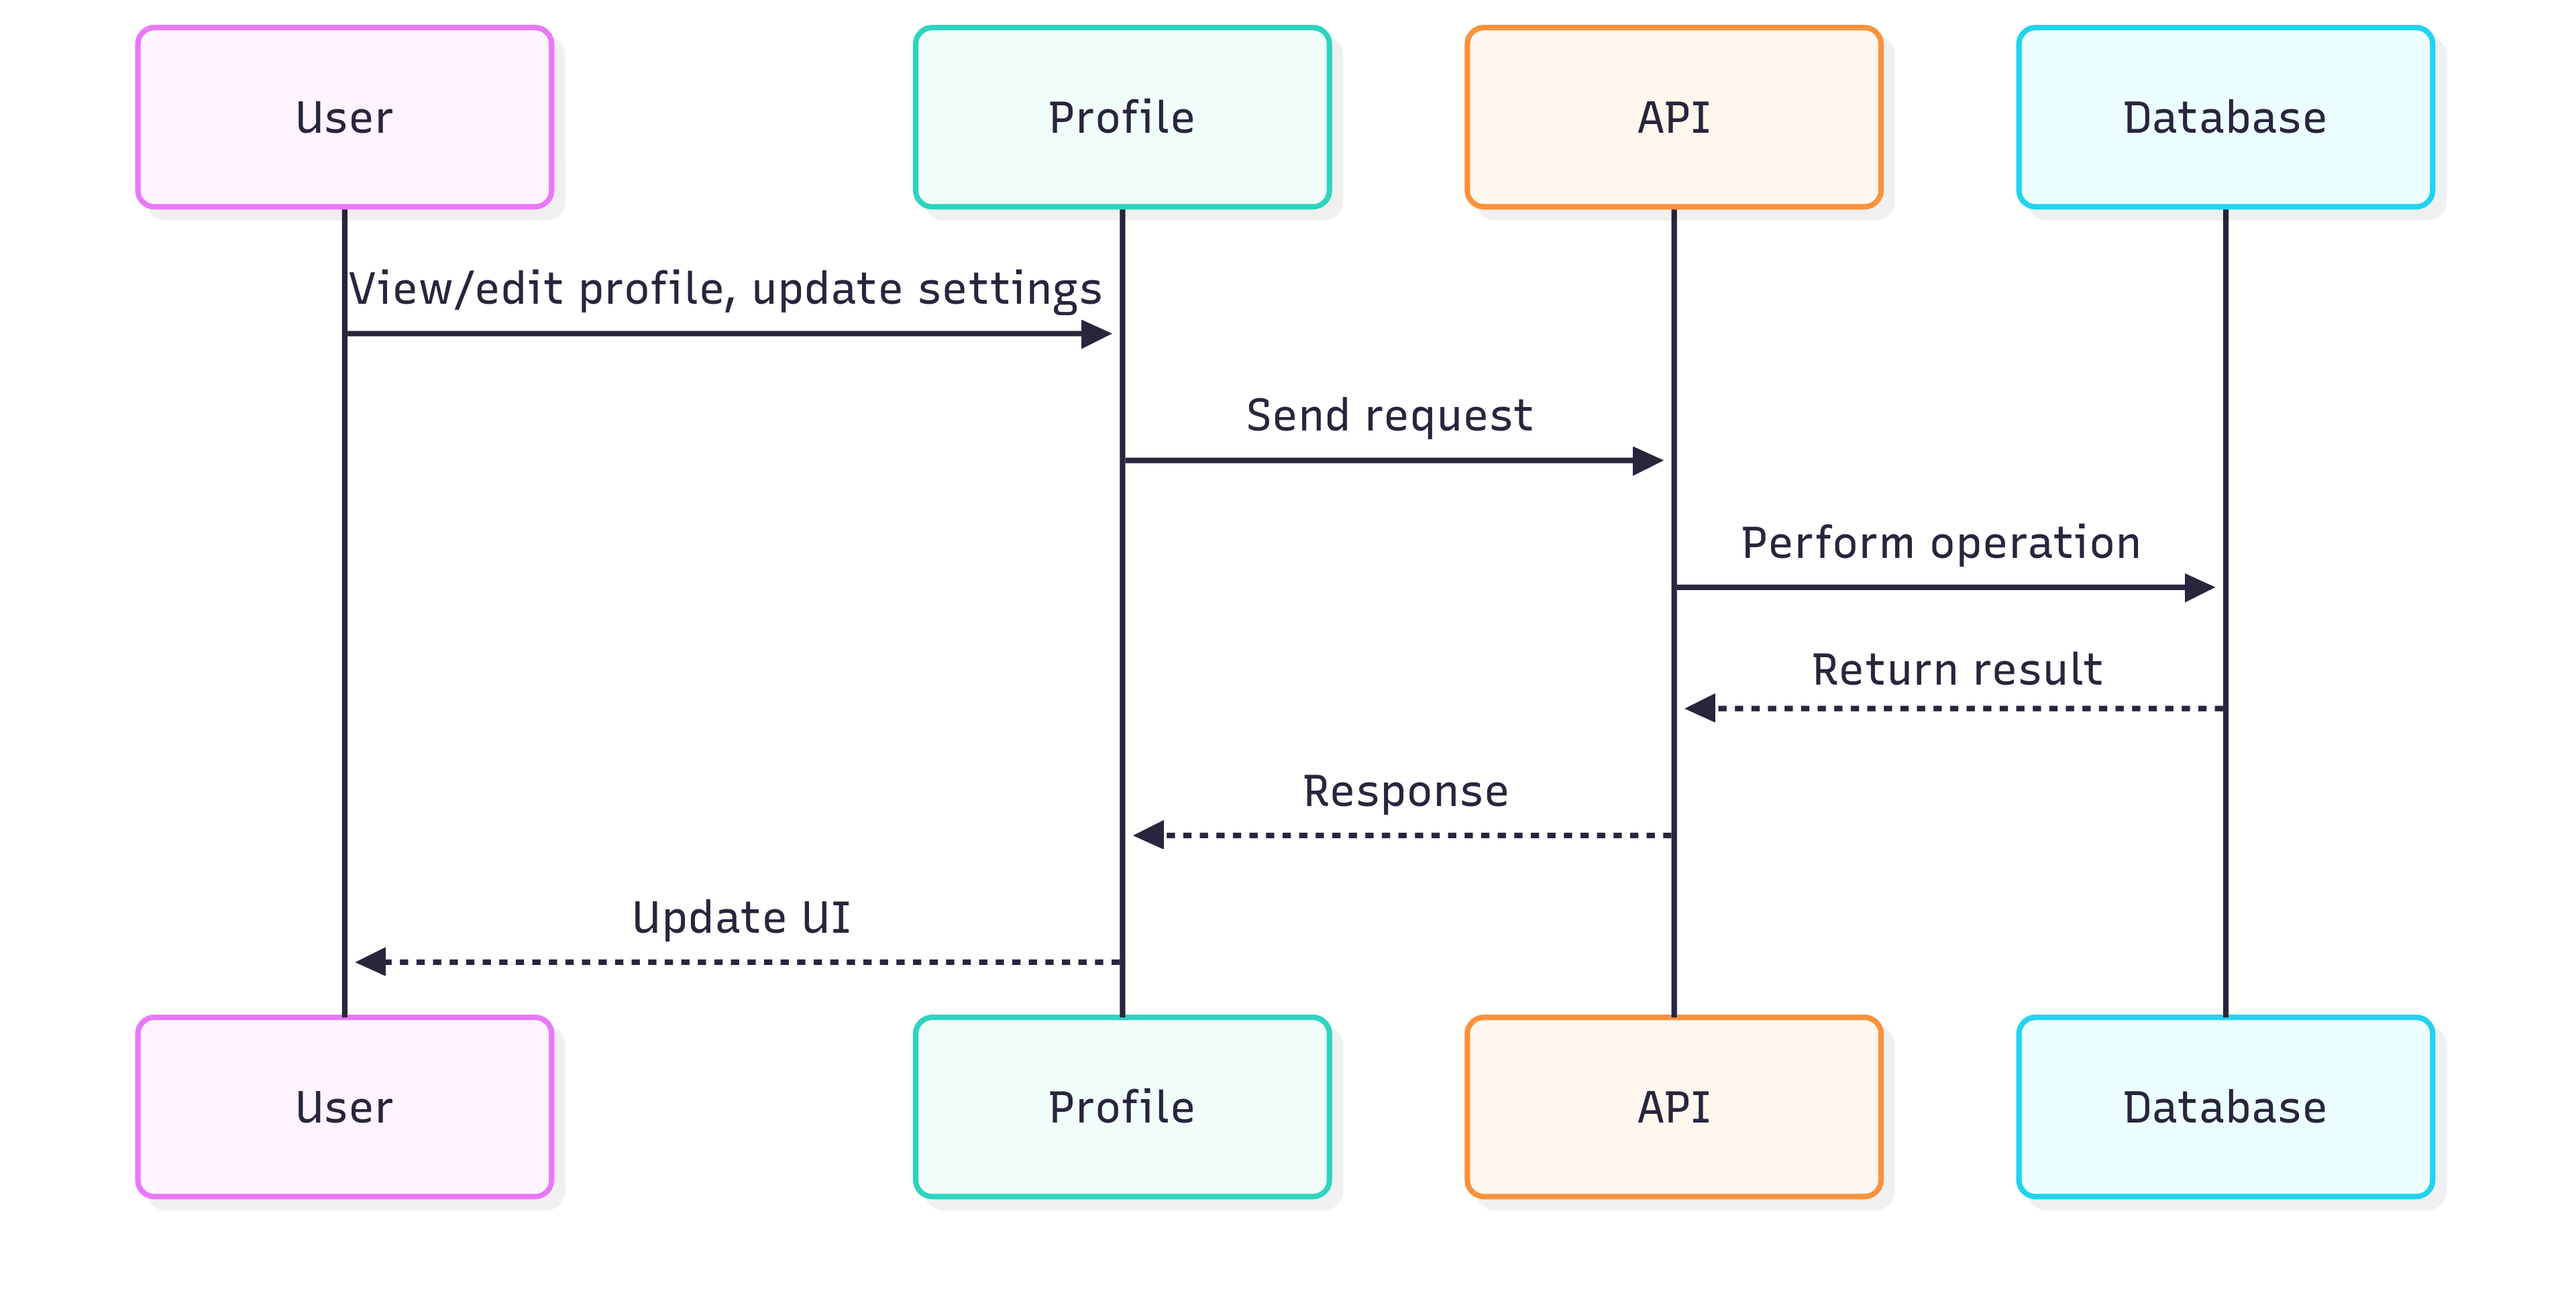 User
Profile
API
Database
View/edit profile, update settings
Send request
Perform operation
Return result
Response
Update UI
User
Profile
API
Database